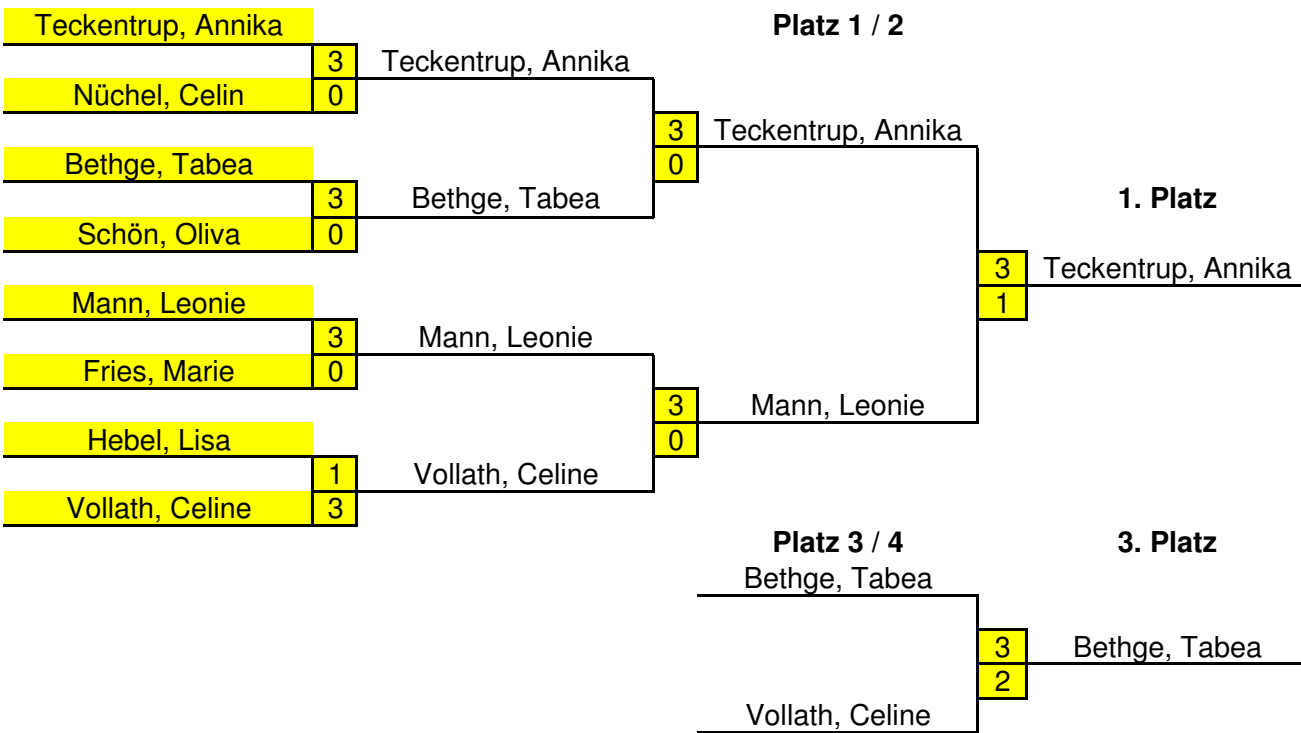 Teckentrup, Annika
Platz 1 / 2
3
Teckentrup, Annika
Nüchel, Celin
0
3
Teckentrup, Annika
0
Bethge, Tabea
3
Bethge, Tabea
1. Platz
Schön, Oliva
0
3
Teckentrup, Annika
1
Mann, Leonie
3
Mann, Leonie
Fries, Marie
0
3
Mann, Leonie
0
Hebel, Lisa
1
Vollath, Celine
Vollath, Celine
3
Platz 3 / 4
3. Platz
Bethge, Tabea
3
Bethge, Tabea
2
Vollath, Celine